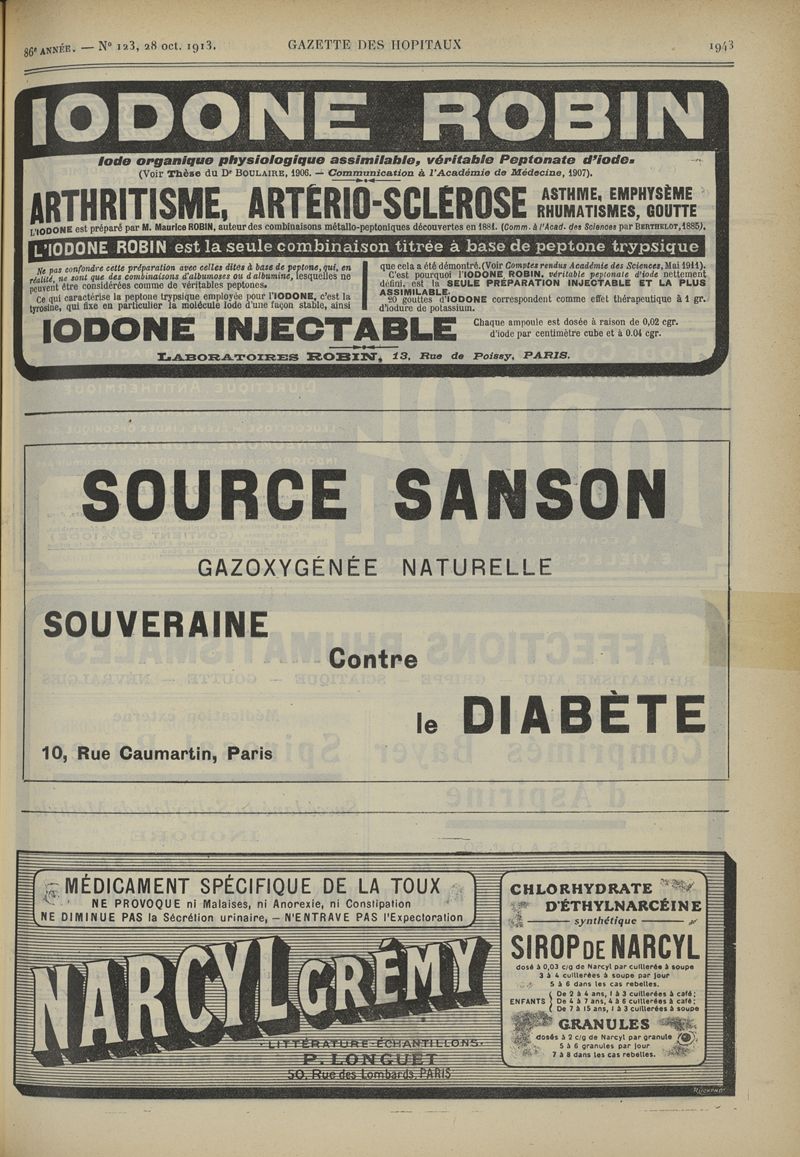 86e ANNÉE. — N° 123, 28 oct. 1913. GAZETTE DES HOPITAUX 1943
IODONE ROBIN
Iode organique physiologique assimilable, véritable Peptonate d'iode.
(Voir Thèse du Dr BOULAIRE, 1906. — Communication à l'Académie de Médecine, 1907).
ARTHRITISME, ARTÉRIO-SCLÉROSE
ASTHME, EMPHYSÈME
RHUMATISMES, GOUTTE
L'IODONE est préparé par M. Maurice ROBIN, auteur des combinaisons métallo-peptoniques découvertes en 1881. (Comm. à l'Acad. des Sciences par BERTHELOT, 1885).
L'IODONE ROBIN est la seule combinaison titrée à base de peptone trypsique
Ne pas confondre cette préparation avec celles dites à base de peptone, qui, en
réalité, ne sont que des combinaisons d'albumoses ou d'albumine, lesquelles ne
peuvent être considérées comme de véritables peptones.
Ce qui caractérise la peptone trypsique employée pour l'IODONE, c'est la
tyrosine, qui fixe en particulier la molécule Iode d'une façon stable, ainsi
que cela a été démontré. (Voir Comptes rendus Académie des Sciences, Mai 1911).
C'est pourquoi l'IODONE ROBIN, véritable peptonate d'iode nettement
défini, est la SEULE PRÉPARATION INJECTABLE ET LA PLUS
ASSIMILABLE.
20 gouttes d'IODONE correspondent comme effet thérapeutique à 1 gr.
d'iodure de potassium.
IODONE INJECTABLE
Chaque ampoule est dosée à raison de 0,02 cgr.
d'iode par centimètre cube et à 0.04 cgr.
LABORATOIRES ROBIN, 13, Rue de Poissy, PARIS.
SOURCE SANSON
GAZOXYGÉNÉE NATURELLE
SOUVERAINE
Contre
le DIABÈTE
10, Rue Caumartin, Paris
MÉDICAMENT SPÉCIFIQUE DE LA TOUX
NE PROVOQUE ni Malaises, ni Anorexie, ni Constipation
NE DIMINUE PAS la Sécrétion urinaire, — N'ENTRAVE PAS l'Expectoration
NARCYL GRÉMY
LITTÉRATURE-ÉCHANTILLONS.
P. LONGUET
50, Rue des Lombards, PARIS
CHLORHYDRATE
D'ÉTHYLNARCÉINE
synthétique
SIROP DE NARCYL
dosé à 0,03 c/g de Narcyl par cuillerée à soupe
3 à 4 cuillerées à soupe par jour
5 à 6 dans les cas rebelles.
ENFANTS
De 2 à 4 ans, 1 à 3 cuillerées à café;
De 4 à 7 ans, 4 à 6 cuillerées à café;
De 7 à 15 ans, 1 à 3 cuillerées à soupe
GRANULES
dosés à 2 c/g de Narcyl par granule
5 à 6 granules par jour
7 à 8 dans les cas rebelles.